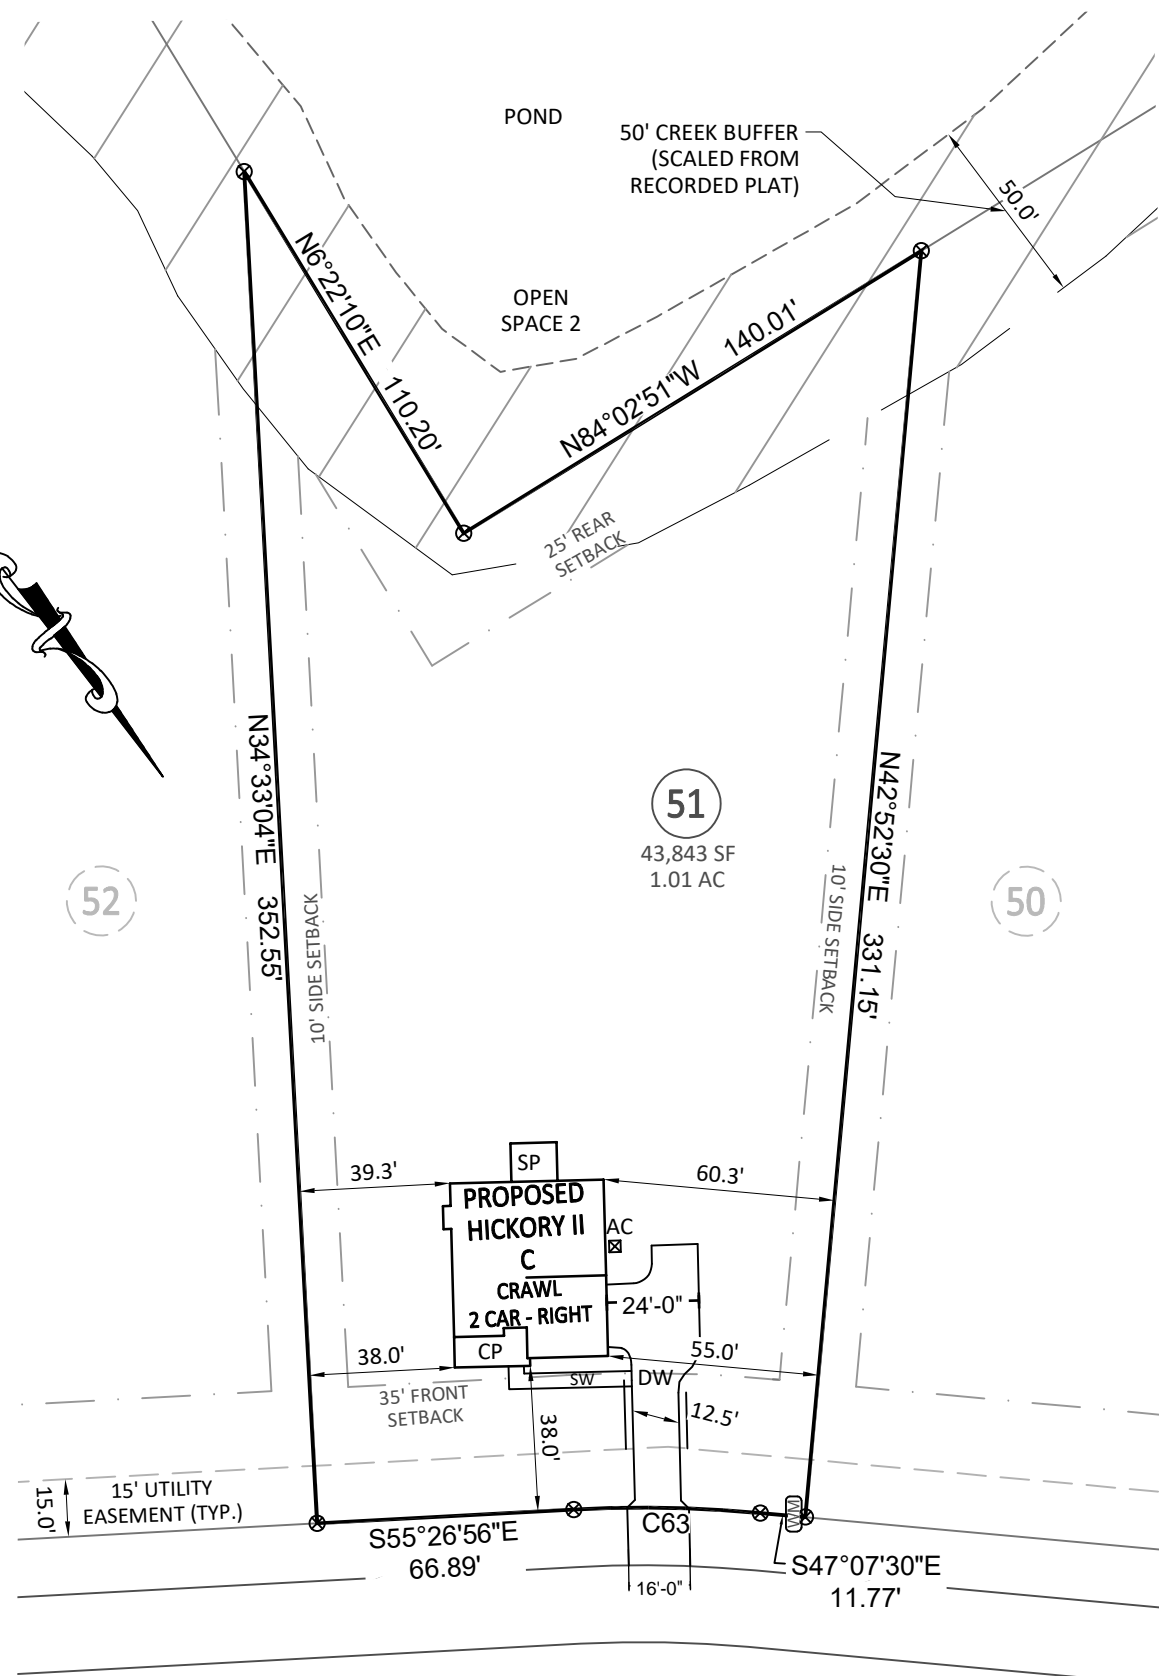 POND
50' CREEK BUFFER
(SCALED FROM
RECORDED PLAT)
50.0'
N6°22'10"E 110.20'
OPEN
SPACE 2
N84°02'51"W 140.01'
25' REAR
SETBACK
N34°33'04"E 352.55'
51
43,843 SF
1.01 AC
N42°52'30"E 331.15'
52
50
10' SIDE SETBACK
10' SIDE SETBACK
39.3'
SP
60.3'
PROPOSED
HICKORY II
C
CRAWL
2 CAR - RIGHT
AC
24'-0"
38.0'
CP
55.0'
SW
DW
35' FRONT
SETBACK
38.0'
12.5'
15.0'
15' UTILITY
EASEMENT (TYP.)
S55°26'56"E
66.89'
C63
WM
S47°07'30"E
11.77'
16'-0"